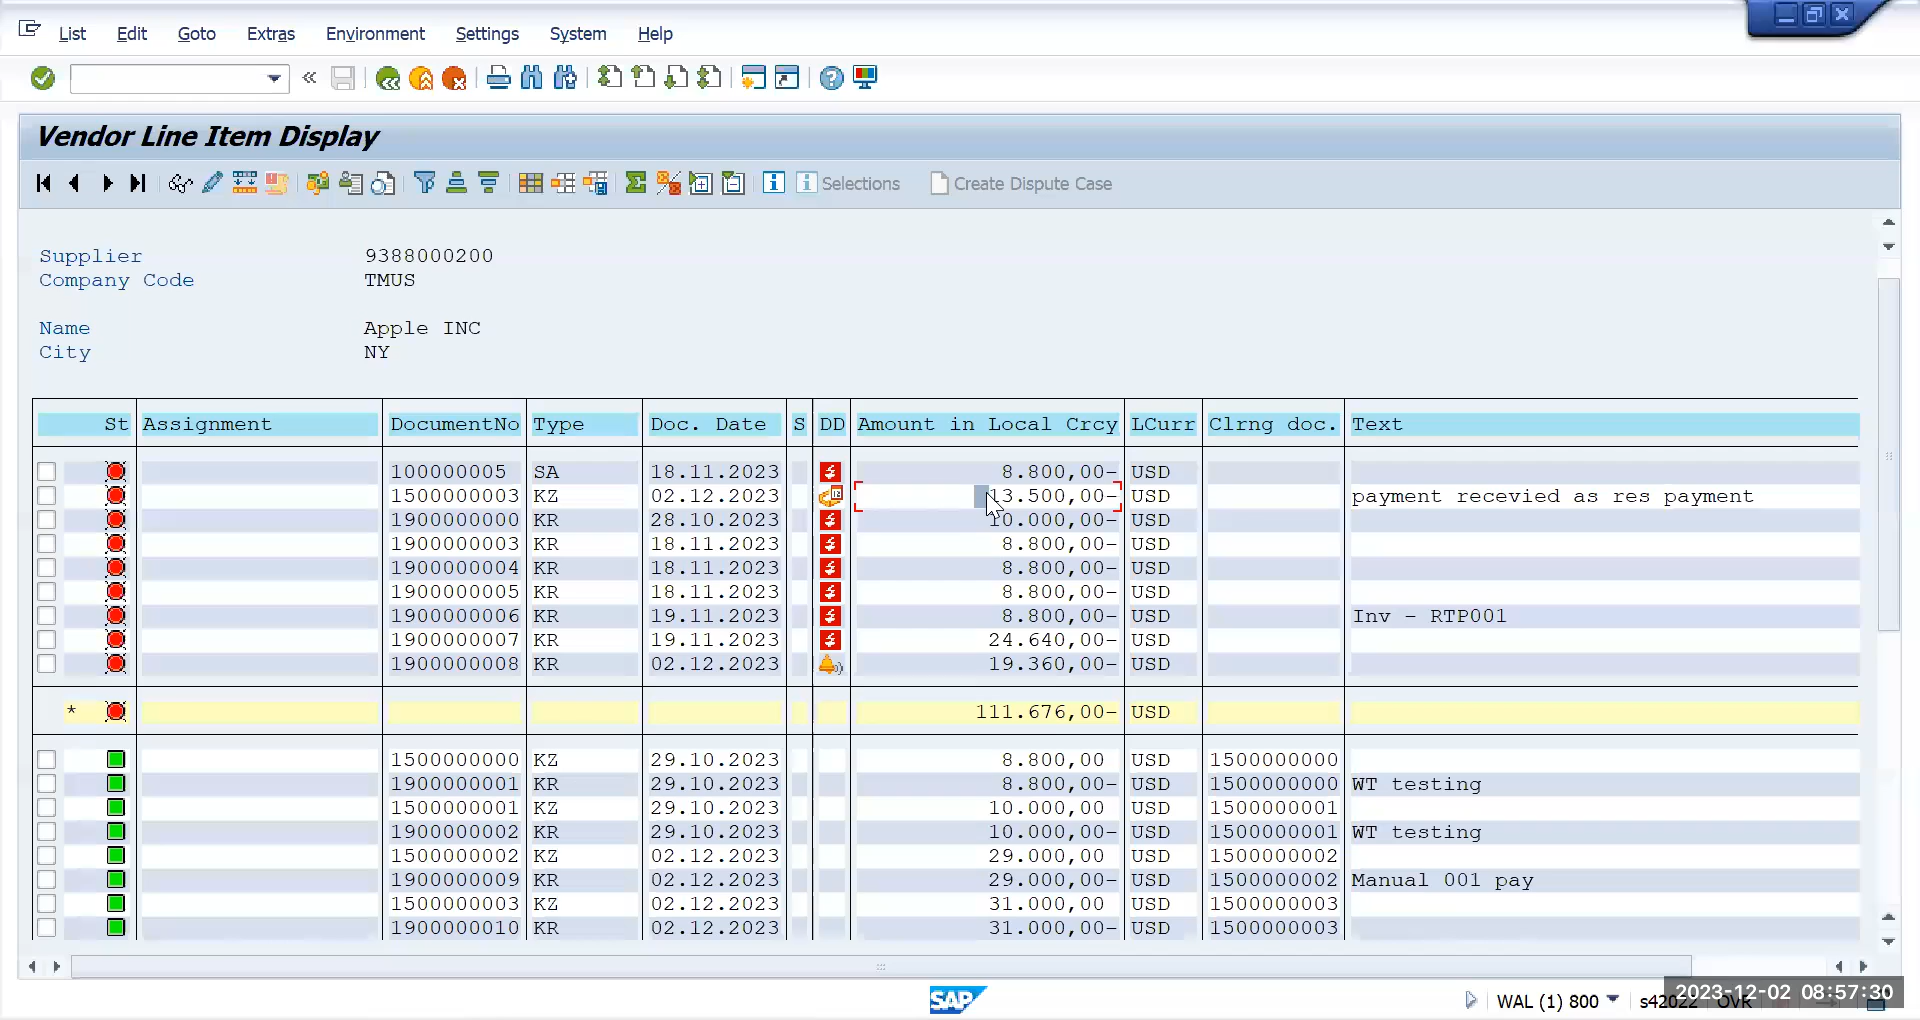 List Edit Goto Extras Environment Settings System Help
Vendor Line Item Display
Selections Create Dispute Case
Supplier 9388000200
Company Code TMUS
Name Apple INC
City NY
St Assignment DocumentNo Type Doc. Date S DD Amount in Local Crcy LCurr Clrng doc. Text
100000005 SA 18.11.2023 8.800,00- USD
1500000003 KZ 02.12.2023 13.500,00- USD payment recevied as res payment
1900000000 KR 28.10.2023 10.000,00- USD
1900000003 KR 18.11.2023 8.800,00- USD
1900000004 KR 18.11.2023 8.800,00- USD
1900000005 KR 18.11.2023 8.800,00- USD
1900000006 KR 19.11.2023 8.800,00- USD Inv - RTP001
1900000007 KR 19.11.2023 24.640,00- USD
1900000008 KR 02.12.2023 19.360,00- USD
* 111.676,00- USD
1500000000 KZ 29.10.2023 8.800,00 USD 1500000000
1900000001 KR 29.10.2023 8.800,00- USD 1500000000 WT testing
1500000001 KZ 29.10.2023 10.000,00 USD 1500000001
1900000002 KR 29.10.2023 10.000,00- USD 1500000001 WT testing
1500000002 KZ 02.12.2023 29.000,00 USD 1500000002
1900000009 KR 02.12.2023 29.000,00- USD 1500000002 Manual 001 pay
1500000003 KZ 02.12.2023 31.000,00 USD 1500000003
1900000010 KR 02.12.2023 31.000,00- USD 1500000003
SAP WAL (1) 800 s42022 OVR
2023-12-02 08:57:30